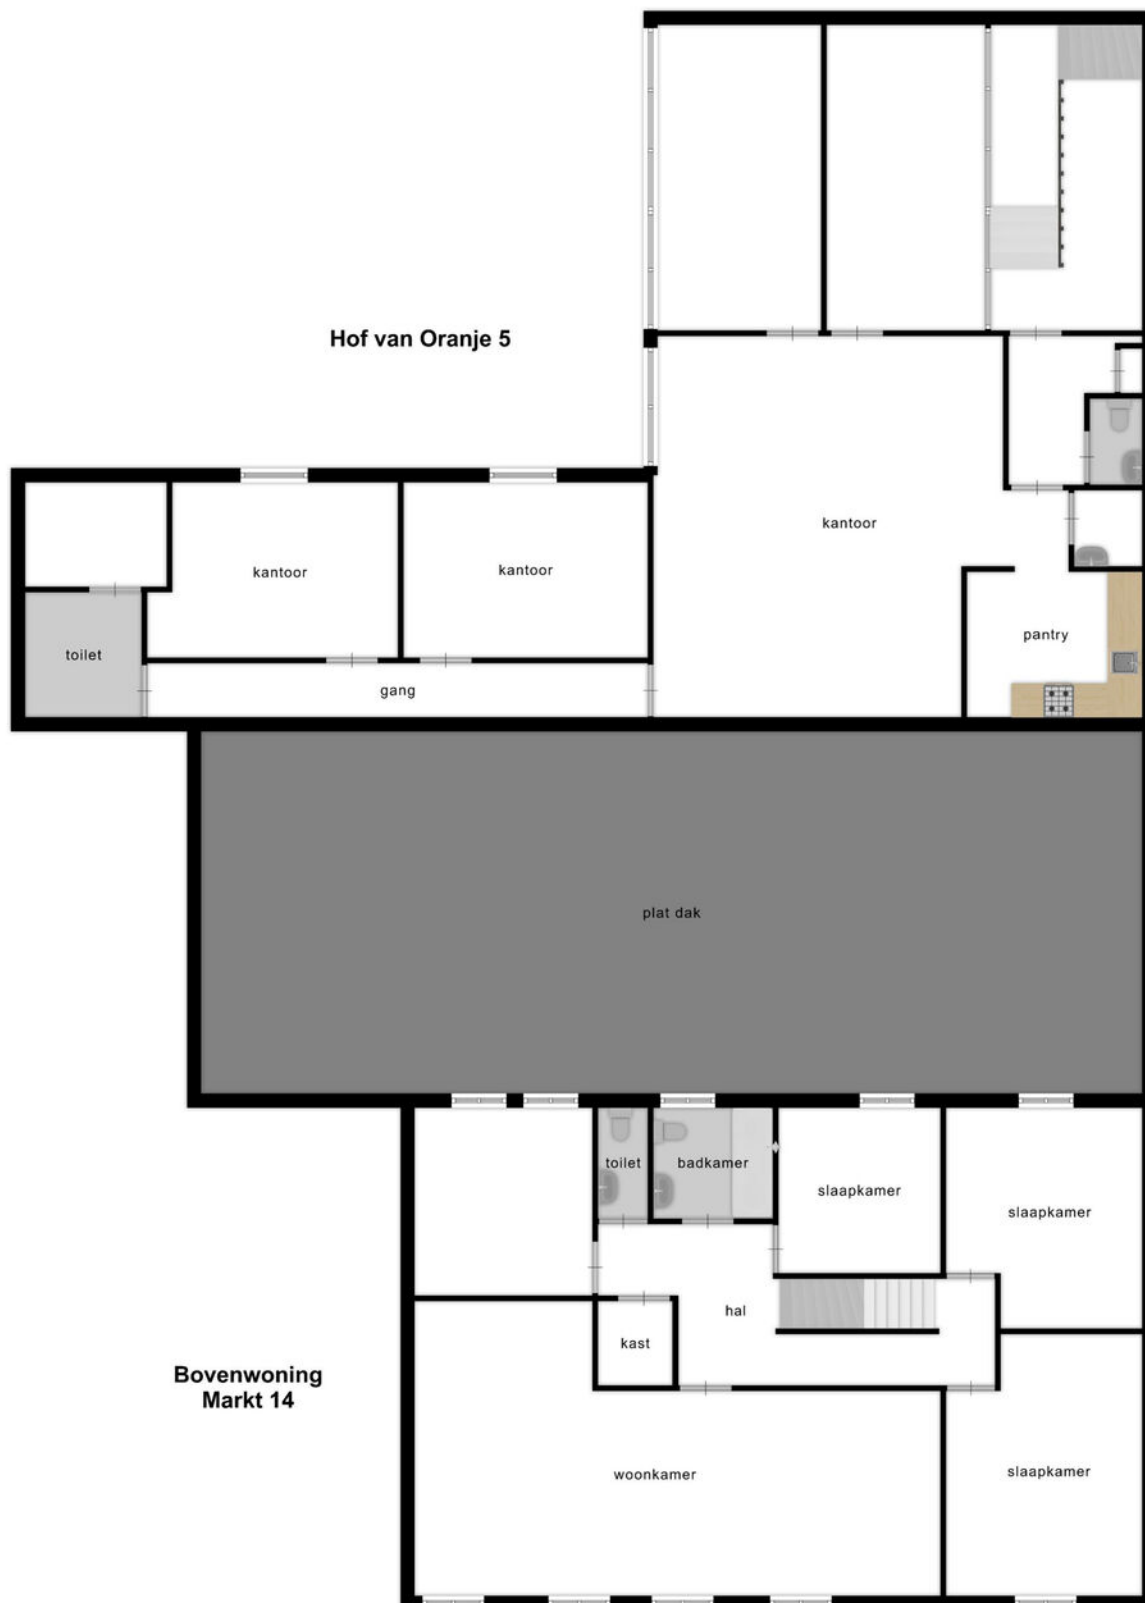 Hof van Oranje 5
kantoor
kantoor
kantoor
pantry
toilet
gang
plat dak
toilet
badkamer
slaapkamer
slaapkamer
hal
kast
Bovenwoning
Markt 14
woonkamer
slaapkamer